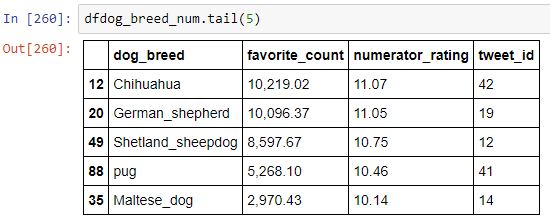 In [260]: dfdog_breed_num.tail(5)
Out[260]:
dog_breed favorite_count numerator_rating tweet_id
12 Chihuahua 10,219.02 11.07 42
20 German_shepherd 10,096.37 11.05 19
49 Shetland_sheepdog 8,597.67 10.75 12
88 pug 5,268.10 10.46 41
35 Maltese_dog 2,970.43 10.14 14